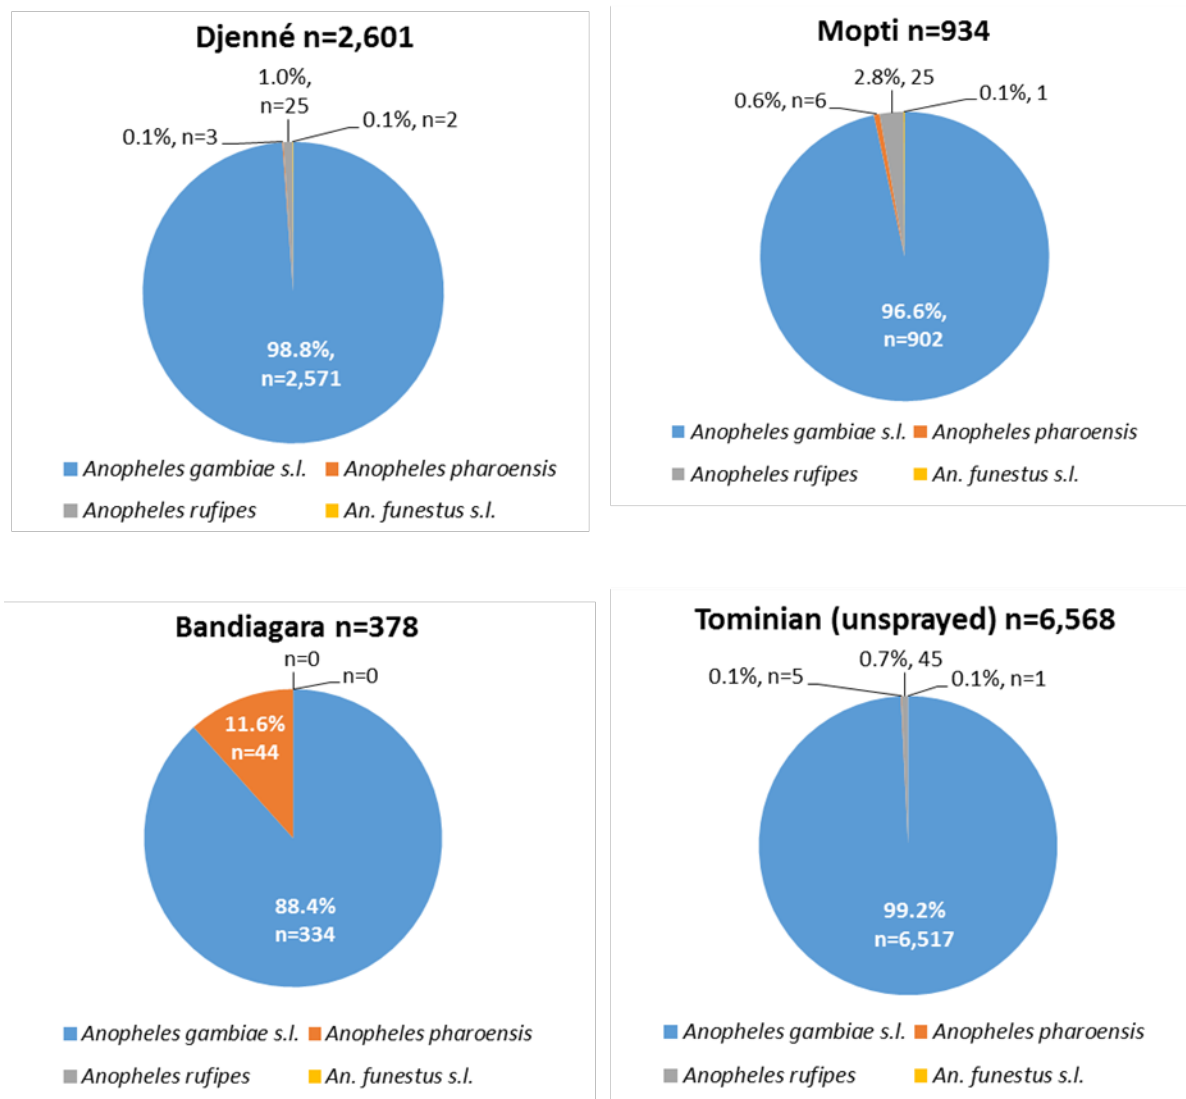 Djenné n=2,601
1.0%,
n=25
0.1%, n=3
0.1%, n=2
98.8%,
n=2,571
Anopheles gambiae s.l.
Anopheles pharoensis
Anopheles rufipes
An. funestus s.l.
Mopti n=934
2.8%, 25
0.6%, n=6
0.1%, 1
96.6%,
n=902
Anopheles gambiae s.l.
Anopheles pharoensis
Anopheles rufipes
An. funestus s.l.
Bandiagara n=378
n=0
n=0
11.6%
n=44
88.4%
n=334
Anopheles gambiae s.l.
Anopheles pharoensis
Anopheles rufipes
An. funestus s.l.
Tominian (unsprayed) n=6,568
0.7%, 45
0.1%, n=5
0.1%, n=1
99.2%
n=6,517
Anopheles gambiae s.l.
Anopheles pharoensis
Anopheles rufipes
An. funestus s.l.